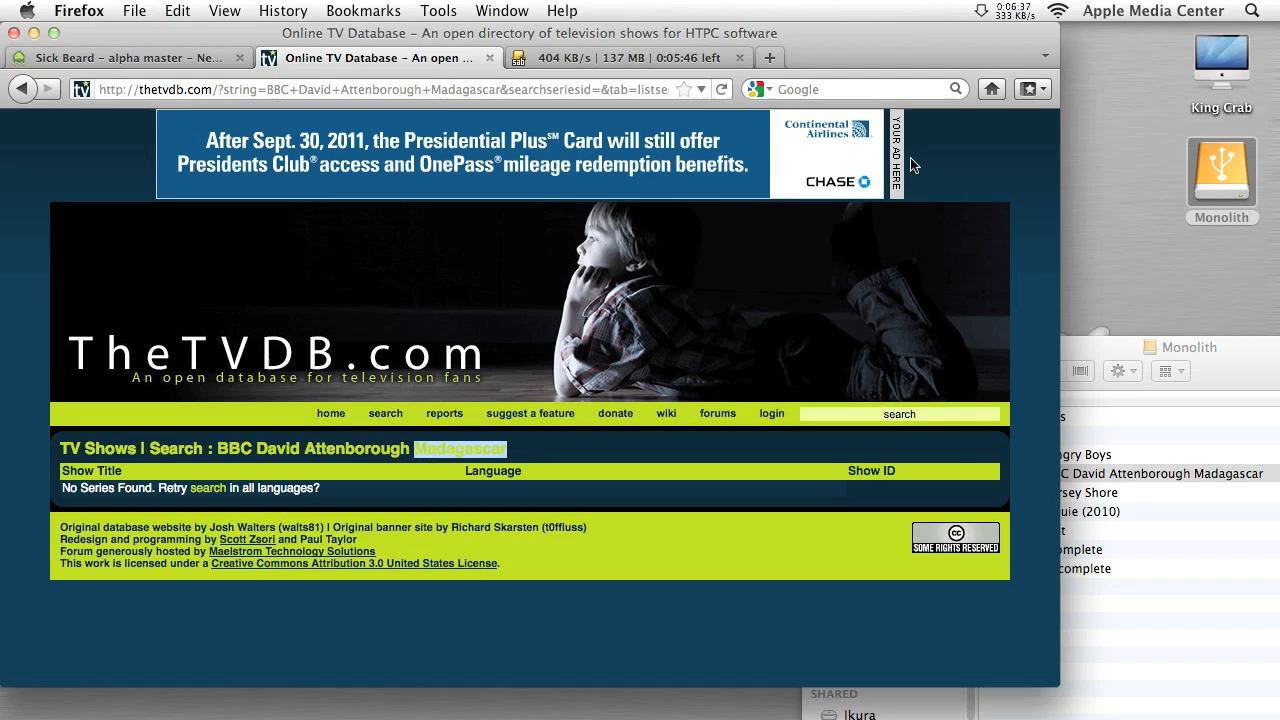 Firefox File Edit View History Bookmarks Tools Window Help 0:06:37 333 KB/s Apple Media Center
Online TV Database – An open directory of television shows for HTPC software
Sick Beard – alpha master – Ne... Online TV Database – An open ... 404 KB/s | 137 MB | 0:05:46 left
http://thetvdb.com/?string=BBC+David+Attenborough+Madagascar&searchseriesid=&tab=listse Google
After Sept. 30, 2011, the Presidential Plus℠ Card will still offer
Presidents Club® access and OnePass® mileage redemption benefits.
Continental Airlines
CHASE
YOUR AD HERE
King Crab
Monolith
TheTVDB.com
An open database for television fans
home search reports suggest a feature donate wiki forums login search
TV Shows | Search : BBC David Attenborough Madagascar
Show Title Language Show ID
No Series Found. Retry search in all languages?
Original database website by Josh Walters (walts81) | Original banner site by Richard Skarsten (t0ffluss)
Redesign and programming by Scott Zsori and Paul Taylor
Forum generously hosted by Maelstrom Technology Solutions
This work is licensed under a Creative Commons Attribution 3.0 United States License.
cc
SOME RIGHTS RESERVED
Monolith
s
ngry Boys
C David Attenborough Madagascar
rsey Shore
uie (2010)
t
mplete
complete
SHARED
Ikura